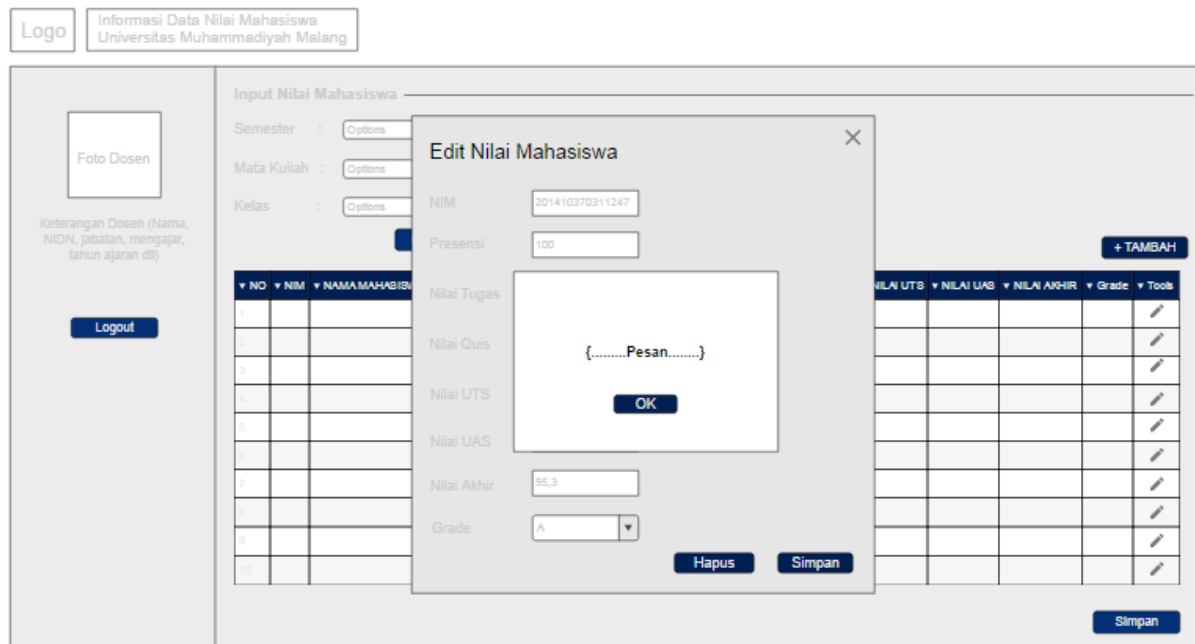 Logo
Informasi Data Nilai Mahasiswa
Universitas Muhammadiyah Malang
Foto Dosen
Keterangan Dosen (Nama,
NIDN, jabatan, mengajar,
tahun ajaran dll)
Logout
Input Nilai Mahasiswa
Semester : Options
Mata Kuliah : Options
Kelas : Options
+ TAMBAH
▼ NO ▼ NIM ▼ NAMA MAHASISW
NILAI UTS ▼ NILAI UAS ▼ NILAI AKHIR ▼ Grade ▼ Tools
1
2
3
4
5
6
7
8
9
10
Edit Nilai Mahasiswa
NIM 201410370311247
Presensi 100
Nilai Tugas
Nilai Quis
Nilai UTS
Nilai UAS
Nilai Akhir 95,3
Grade A
Hapus Simpan
{.........Pesan........}
OK
Simpan